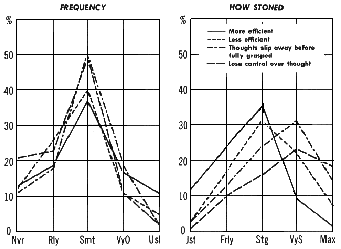 FREQUENCY
HOW STONED
%
50
40
30
20
10
0
Nvr
Rly
Smt
VyO
Usl
%
50
40
30
20
10
0
Jst
Frly
Stg
VyS
Max
More efficient
Less efficient
Thoughts slip away before
fully grasped
Lose control over thought